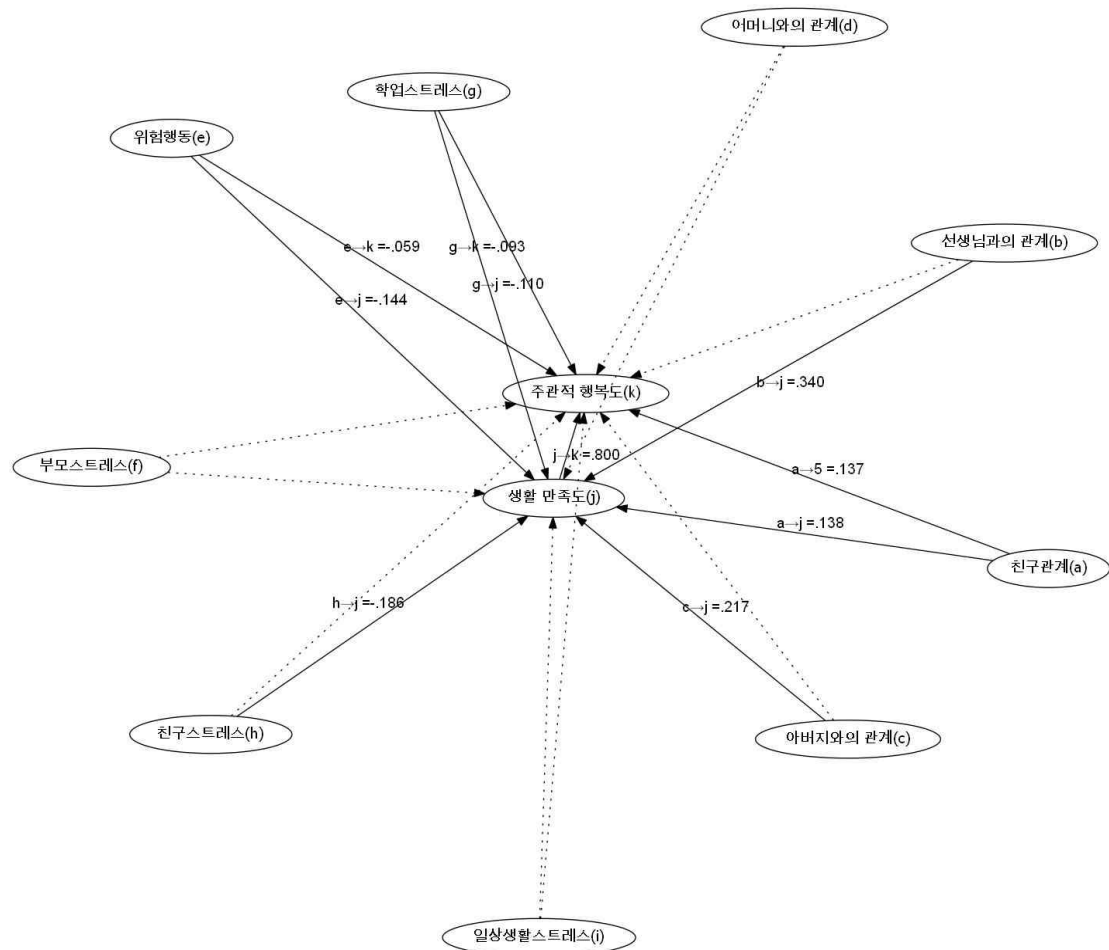 어머니와의 관계(d)
학업스트레스(g)
위험행동(e)
선생님과의 관계(b)
e→k =-.059
g→k =-.093
g→j =-.110
e→j =-.144
b→j =.340
주관적 행복도(k)
j→k =.800
부모스트레스(f)
a→5 =.137
생활 만족도(j)
a→j =.138
친구관계(a)
h→j =-.186
c→j =.217
친구스트레스(h)
아버지와의 관계(c)
일상생활스트레스(i)